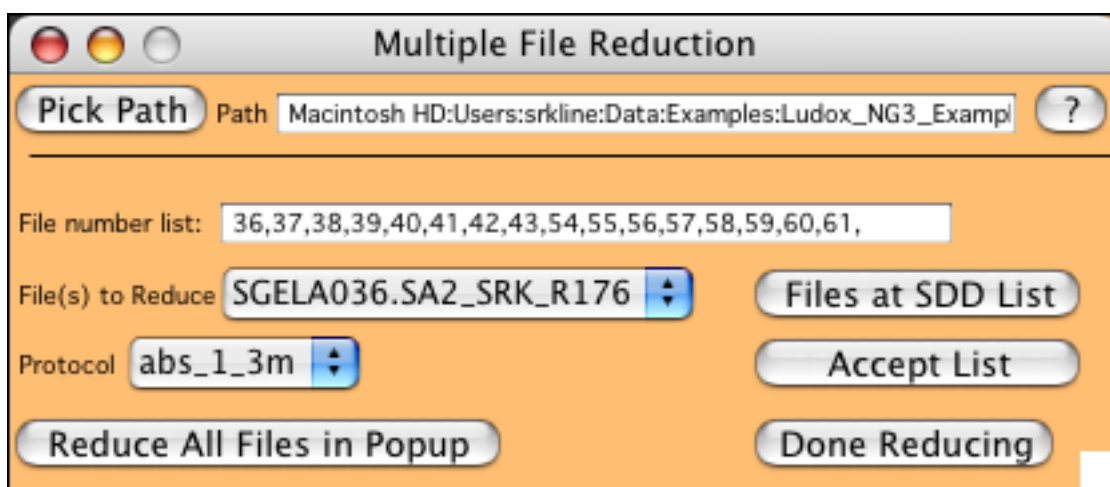 Multiple File Reduction
Pick Path Path Macintosh HD:Users:srkline:Data:Examples:Ludox_NG3_Exampl ?
File number list: 36,37,38,39,40,41,42,43,54,55,56,57,58,59,60,61,
File(s) to Reduce SGELA036.SA2_SRK_R176 Files at SDD List
Protocol abs_1_3m Accept List
Reduce All Files in Popup Done Reducing